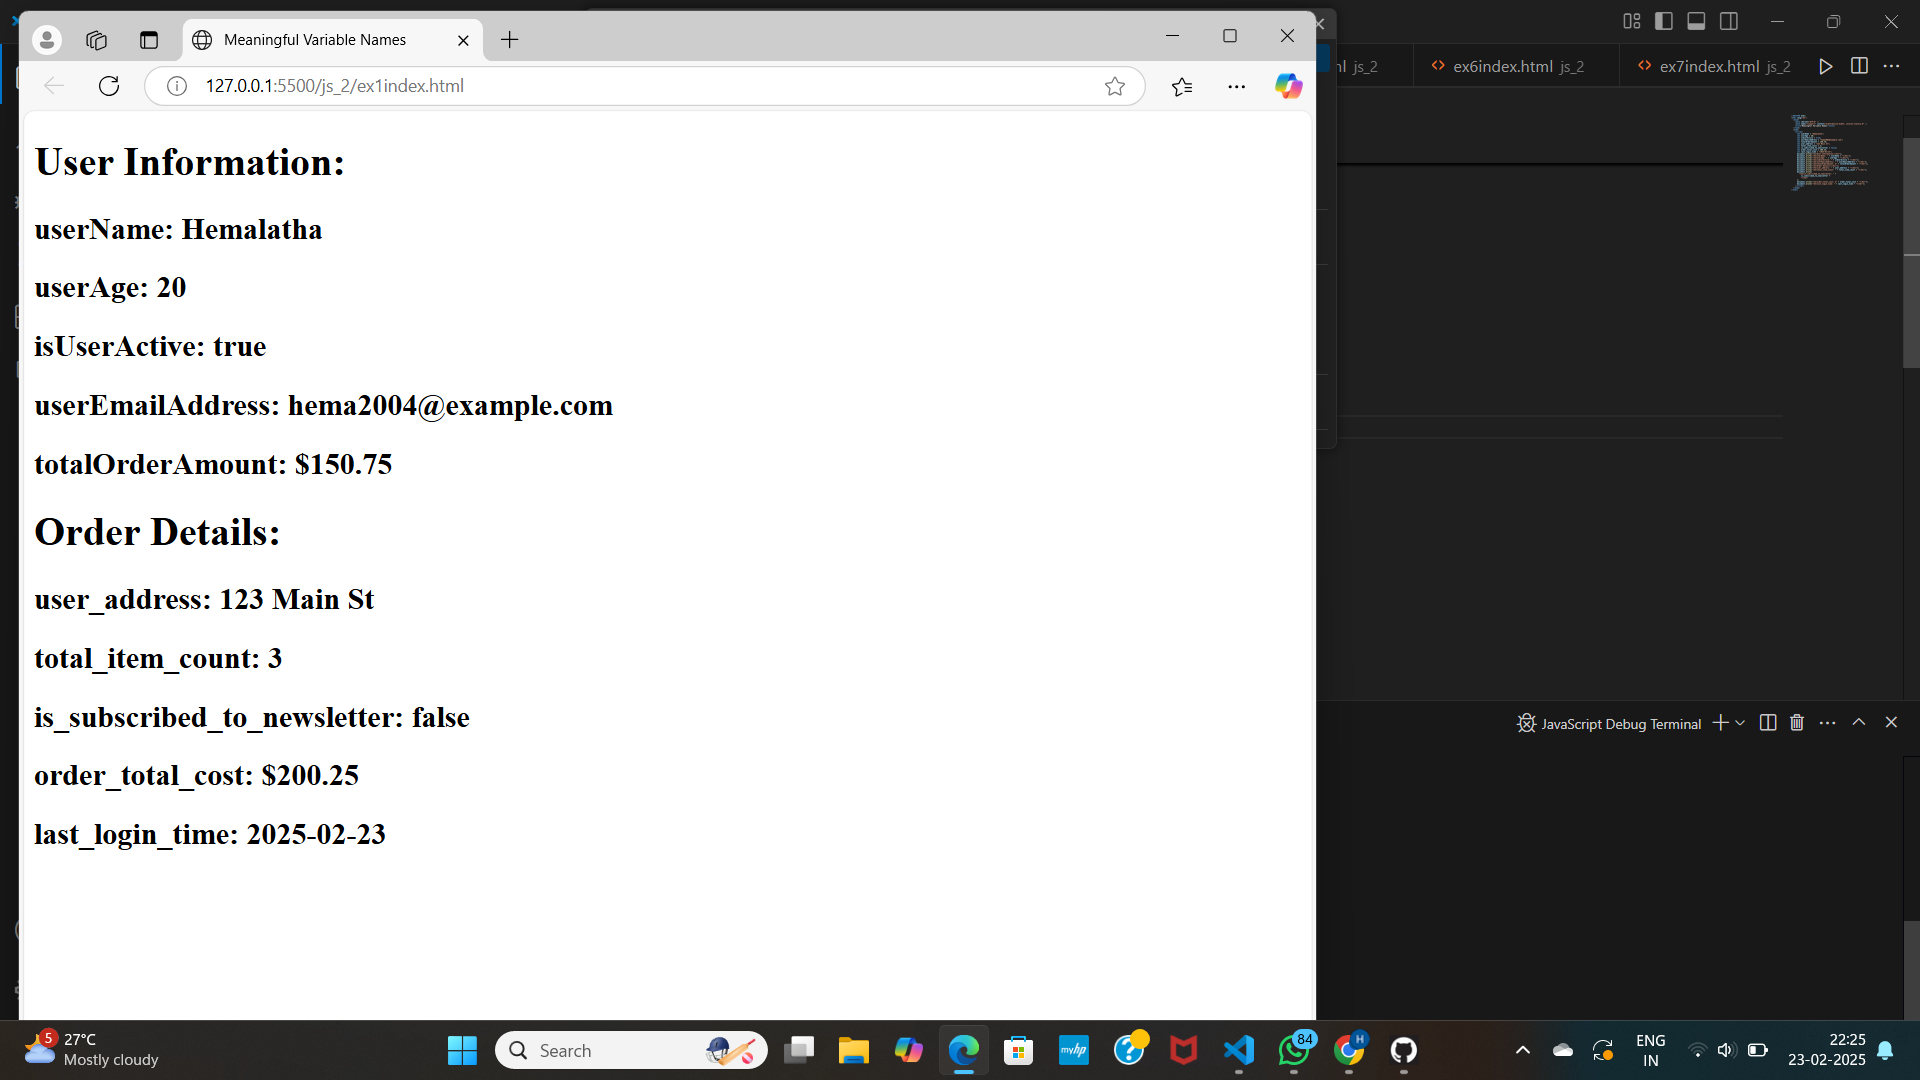 Meaningful Variable Names
127.0.0.1:5500/js_2/ex1index.html
js_2
ex6index.html js_2
ex7index.html js_2
User Information:
userName: Hemalatha
userAge: 20
isUserActive: true
userEmailAddress: hema2004@example.com
totalOrderAmount: $150.75
Order Details:
user_address: 123 Main St
total_item_count: 3
is_subscribed_to_newsletter: false
order_total_cost: $200.25
last_login_time: 2025-02-23
JavaScript Debug Terminal
5
27°C
Mostly cloudy
Search
myhp
84
H
ENG
IN
22:25
23-02-2025